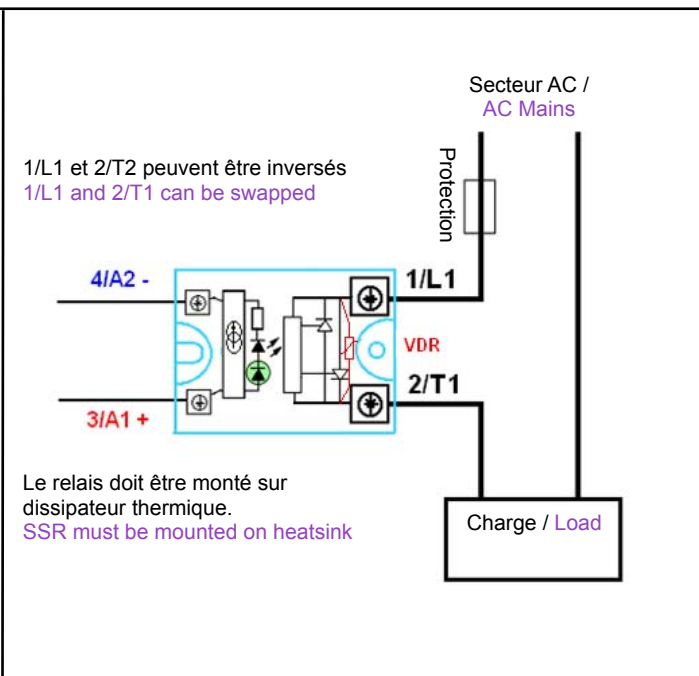 Secteur AC /
AC Mains
Protection
1/L1 et 2/T2 peuvent être inversés
1/L1 and 2/T1 can be swapped
4/A2 -
1/L1
VDR
2/T1
3/A1 +
Le relais doit être monté sur
dissipateur thermique.
SSR must be mounted on heatsink
Charge / Load